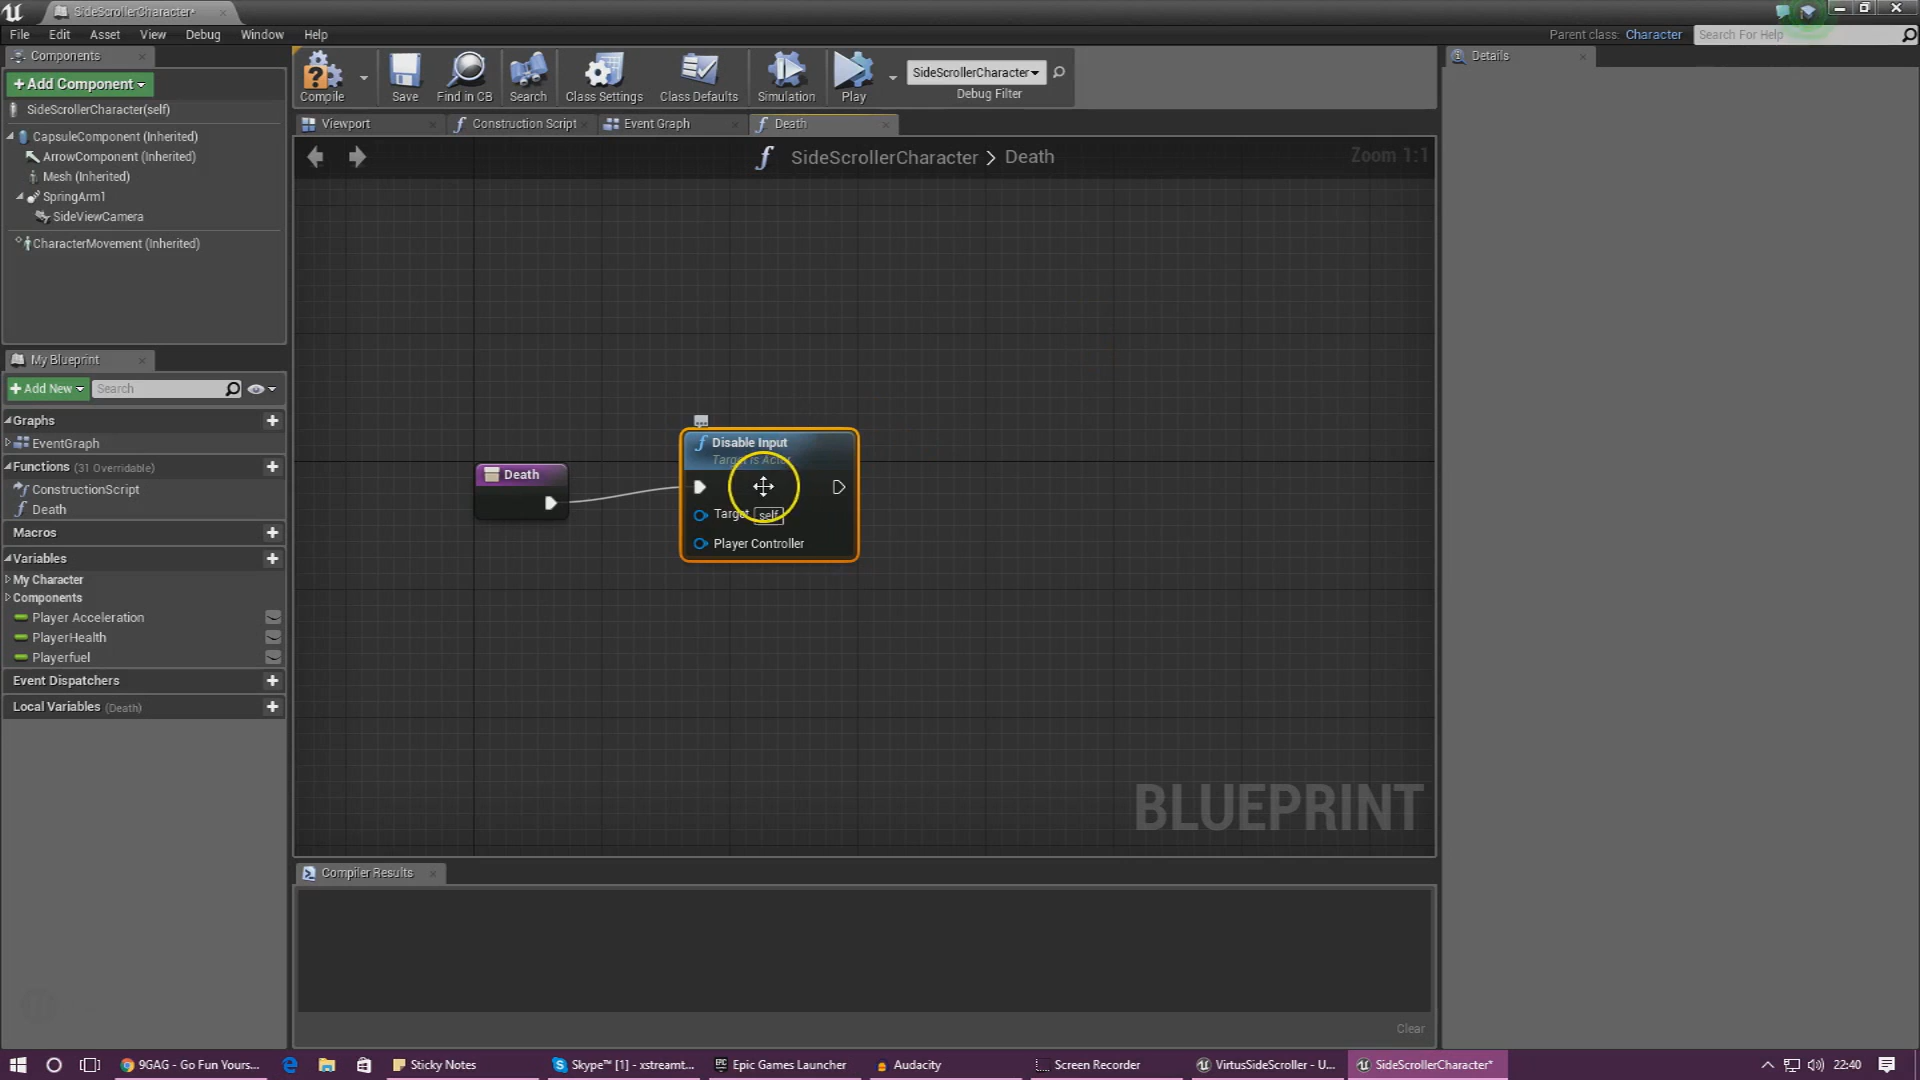 SideScrollerCharacter*
File Edit Asset View Debug Window Help
Parent class: Character Search For Help
Components
+Add Component
SideScrollerCharacter(self)
CapsuleComponent (Inherited)
ArrowComponent (Inherited)
Mesh (Inherited)
SpringArm1
SideViewCamera
CharacterMovement (Inherited)
Compile Save Find in CB Search Class Settings Class Defaults Simulation Play
SideScrollerCharacter
Debug Filter
Details
Viewport Construction Script Event Graph Death
SideScrollerCharacter > Death
Zoom 1:1
My Blueprint
+Add New Search
Graphs
EventGraph
Functions (31 Overridable)
ConstructionScript
Death
Macros
Variables
My Character
Components
Player Acceleration
PlayerHealth
Playerfuel
Event Dispatchers
Local Variables (Death)
Death
Disable Input
Target is Actor
Target self
Player Controller
BLUEPRINT
Compiler Results
Clear
9GAG - Go Fun Yours...
Sticky Notes
Skype™ [1] - xstreamt...
Epic Games Launcher
Audacity
Screen Recorder
VirtusSideScroller - U...
SideScrollerCharacter*
22:40